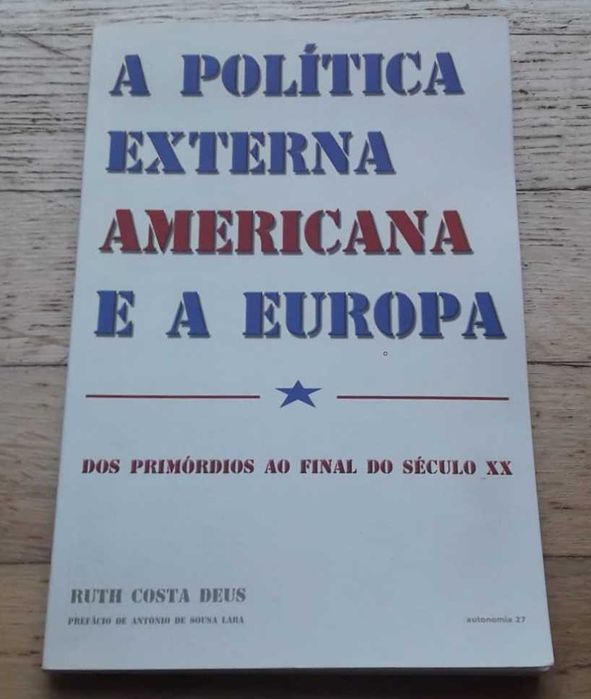 A POLÍTICA
EXTERNA
AMERICANA
E A EUROPA
DOS PRIMÓRDIOS AO FINAL DO SÉCULO XX
RUTH COSTA DEUS
PREFÁCIO DE ANTÓNIO DE SOUSA LARA
autonomia 27